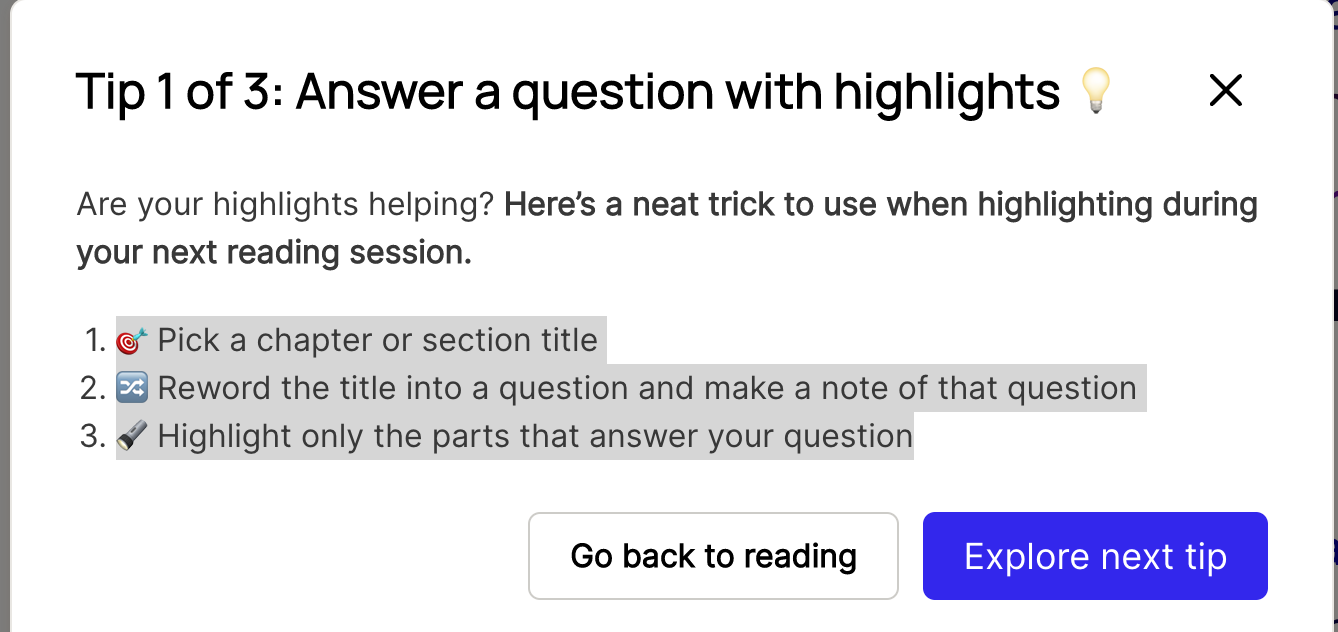 Tip 1 of 3: Answer a question with highlights 💡
Are your highlights helping? Here’s a neat trick to use when highlighting during
your next reading session.
1. 🎯 Pick a chapter or section title
2. 🔀 Reword the title into a question and make a note of that question
3. 🔦 Highlight only the parts that answer your question
Go back to reading
Explore next tip